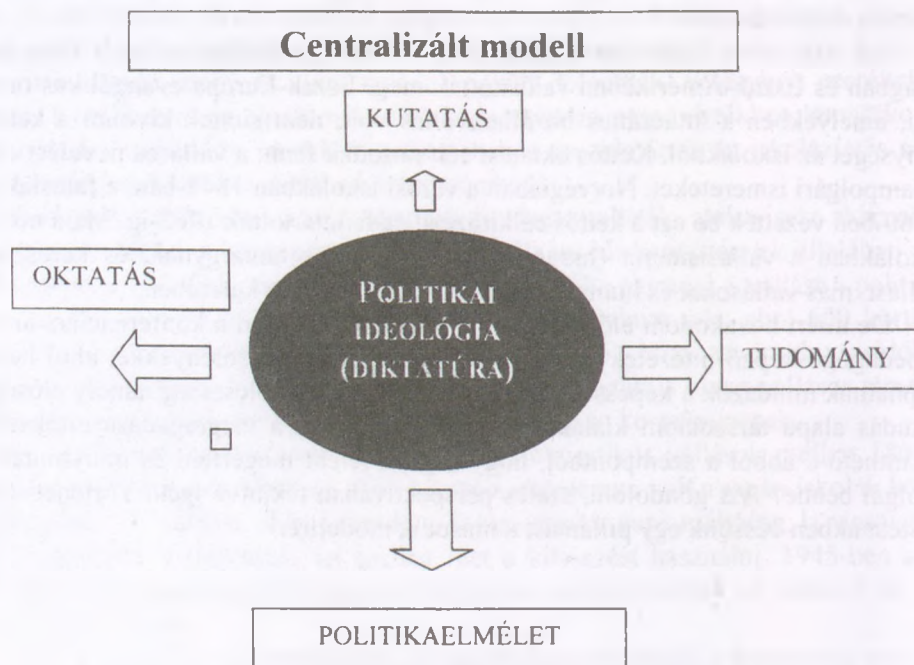 Centralizált modell
KUTATÁS
OKTATÁS
POLITIKAI
IDEOLÓGIA
(DIKTATÚRA)
TUDOMÁNY
POLITIKAELMÉLET